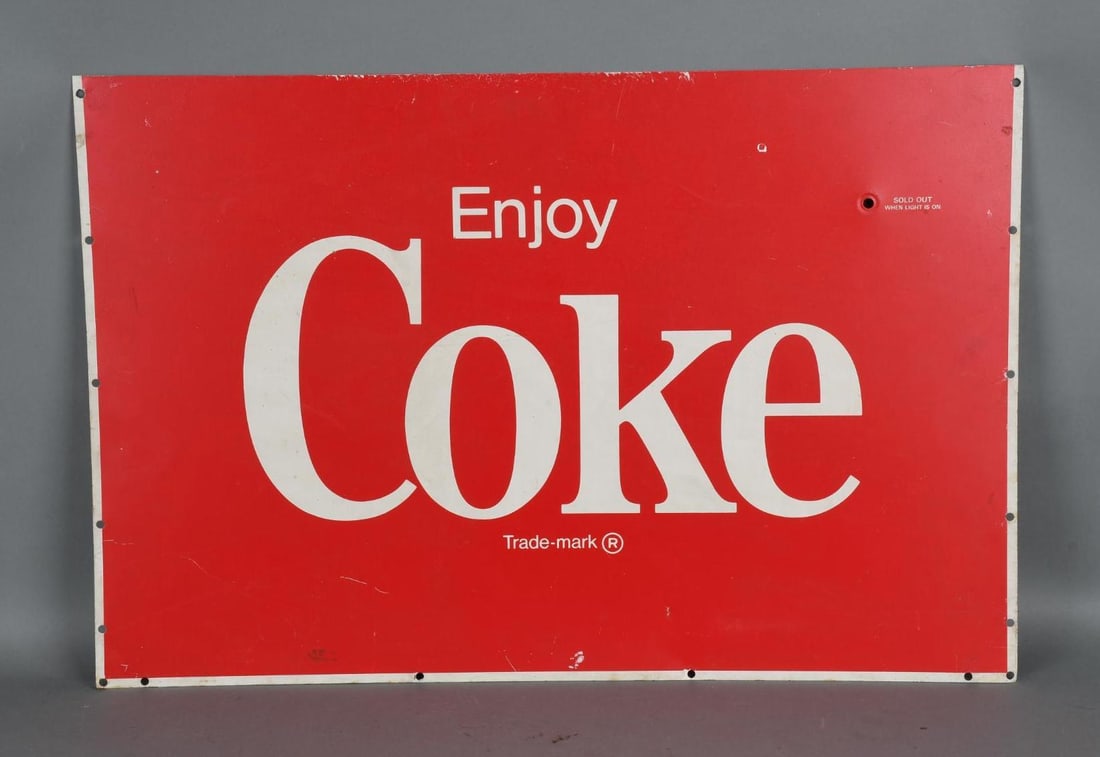 Enjoy
Coke
Trade-mark ®
SOLD OUT
WHEN LIGHT IS ON